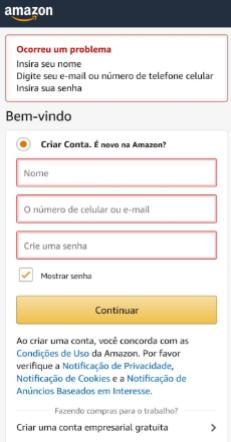 amazon
Ocorreu um problema
Insira seu nome
Digite seu e-mail ou número de telefone celular
Insira sua senha
Bem-vindo
Criar Conta. É novo na Amazon?
Nome
O número de celular ou e-mail
Crie uma senha
Mostrar senha
Continuar
Ao criar uma conta, você concorda com as
Condições de Uso da Amazon. Por favor
verifique a Notificação de Privacidade,
Notificação de Cookies e a Notificação de
Anúncios Baseados em Interesse.
Fazendo compras para o trabalho?
Criar uma conta empresarial gratuita